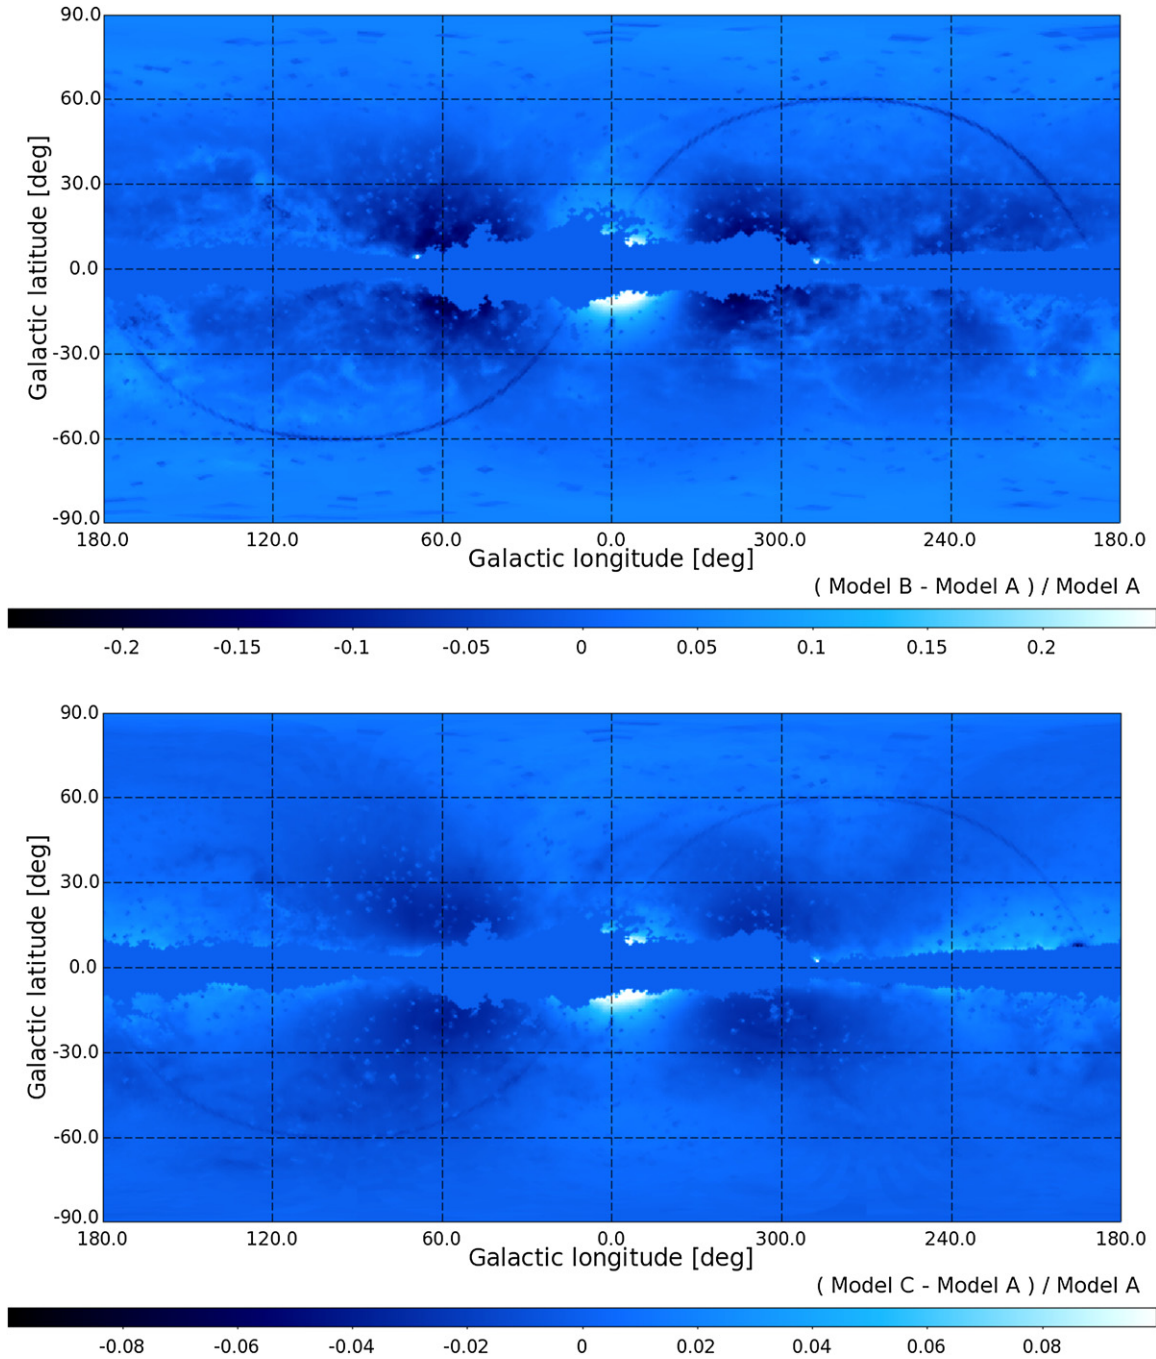 90.0
60.0
30.0
0.0
-30.0
-60.0
-90.0
Galactic latitude [deg]
180.0 120.0 60.0 0.0 300.0 240.0 180.0
Galactic longitude [deg]
( Model B - Model A ) / Model A
-0.2 -0.15 -0.1 -0.05 0 0.05 0.1 0.15 0.2
90.0
60.0
30.0
0.0
-30.0
-60.0
-90.0
Galactic latitude [deg]
180.0 120.0 60.0 0.0 300.0 240.0 180.0
Galactic longitude [deg]
( Model C - Model A ) / Model A
-0.08 -0.06 -0.04 -0.02 0 0.02 0.04 0.06 0.08